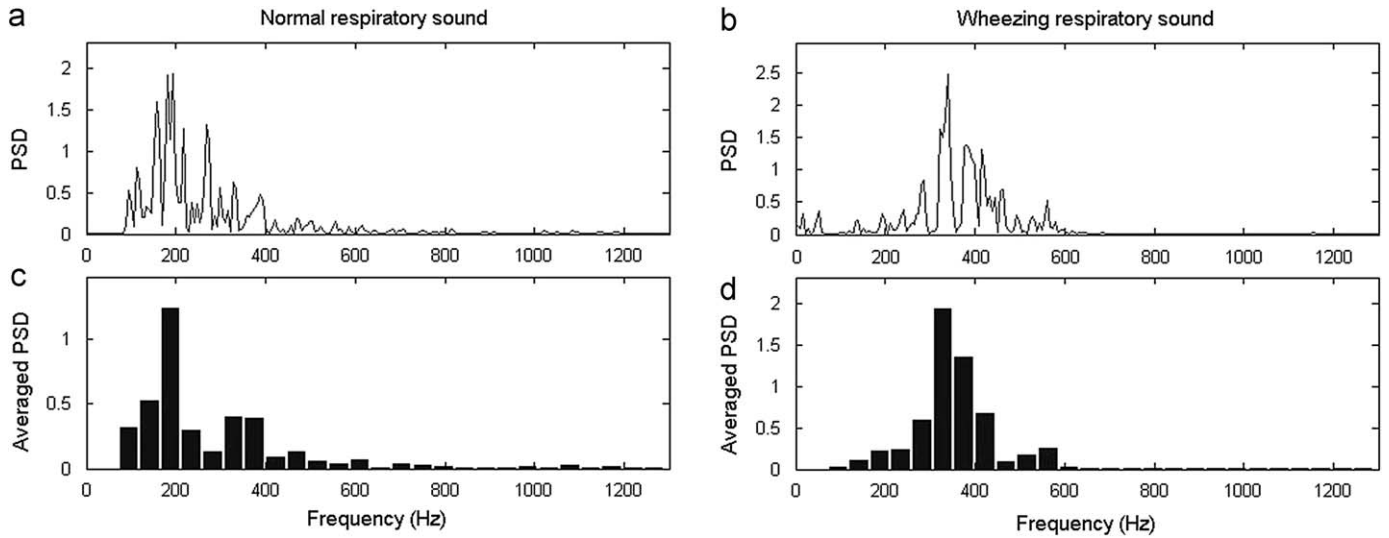 a
Normal respiratory sound
PSD
2
1.5
1
0.5
0
0 200 400 600 800 1000 1200
b
Wheezing respiratory sound
PSD
2.5
2
1.5
1
0.5
0
0 200 400 600 800 1000 1200
c
Averaged PSD
1
0.5
0
0 200 400 600 800 1000 1200
Frequency (Hz)
d
Averaged PSD
2
1.5
1
0.5
0
0 200 400 600 800 1000 1200
Frequency (Hz)